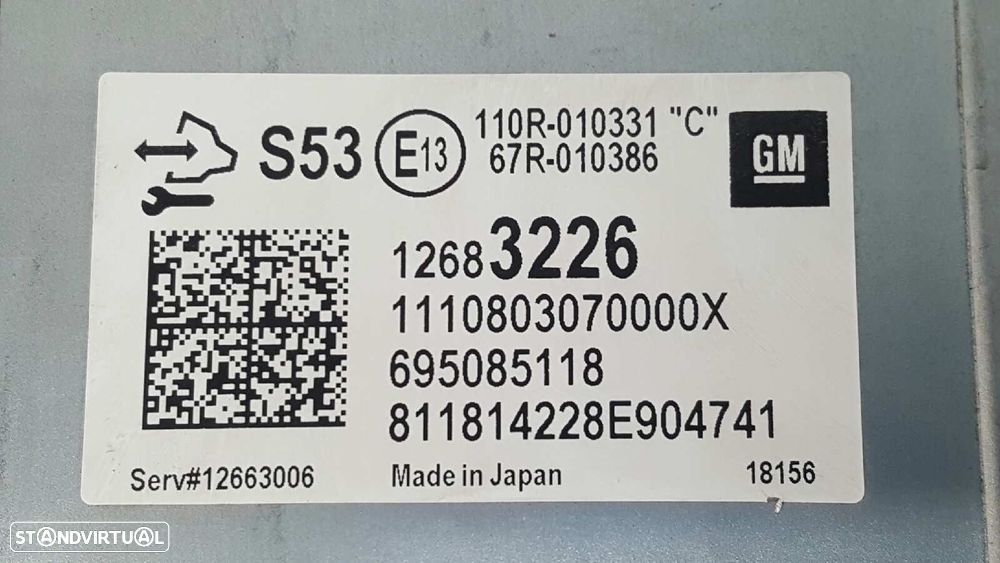 S53 E13 110R-010331 "C"
67R-010386
GM
12683226
1110803070000X
695085118
811814228E904741
Serv#12663006 Made in Japan 18156
STANDVIRTUAL